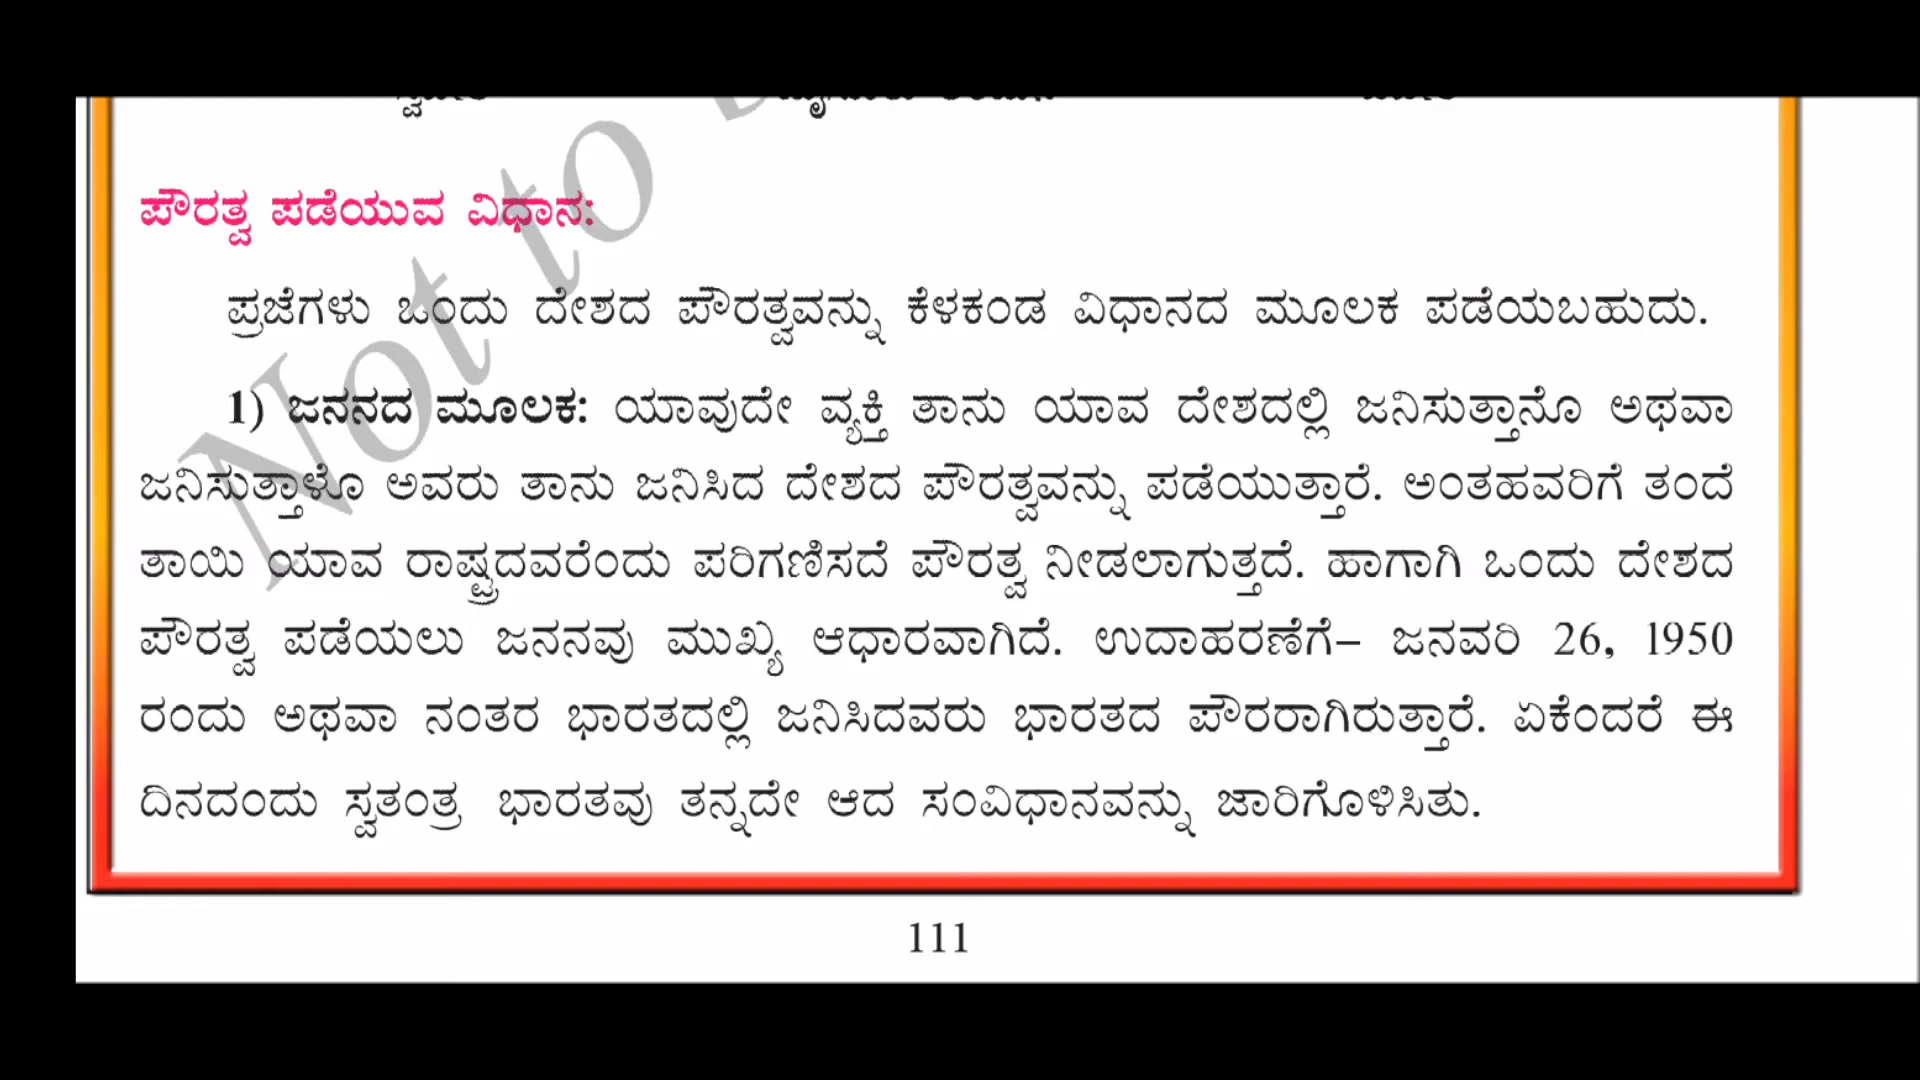 Not to
ಪೌರತ್ವ ಪಡೆಯುವ ವಿಧಾನ:
ಪ್ರಜೆಗಳು ಒಂದು ದೇಶದ ಪೌರತ್ವವನ್ನು ಕೆಳಕಂಡ ವಿಧಾನದ ಮೂಲಕ ಪಡೆಯಬಹುದು.
1) ಜನನದ ಮೂಲಕ: ಯಾವುದೇ ವ್ಯಕ್ತಿ ತಾನು ಯಾವ ದೇಶದಲ್ಲಿ ಜನಿಸುತ್ತಾನೊ ಅಥವಾ
ಜನಿಸುತ್ತಾಳೊ ಅವರು ತಾನು ಜನಿಸಿದ ದೇಶದ ಪೌರತ್ವವನ್ನು ಪಡೆಯುತ್ತಾರೆ. ಅಂತಹವರಿಗೆ ತಂದೆ
ತಾಯಿ ಯಾವ ರಾಷ್ಟ್ರದವರೆಂದು ಪರಿಗಣಿಸದೆ ಪೌರತ್ವ ನೀಡಲಾಗುತ್ತದೆ. ಹಾಗಾಗಿ ಒಂದು ದೇಶದ
ಪೌರತ್ವ ಪಡೆಯಲು ಜನನವು ಮುಖ್ಯ ಆಧಾರವಾಗಿದೆ. ಉದಾಹರಣೆಗೆ– ಜನವರಿ 26, 1950
ರಂದು ಅಥವಾ ನಂತರ ಭಾರತದಲ್ಲಿ ಜನಿಸಿದವರು ಭಾರತದ ಪೌರರಾಗಿರುತ್ತಾರೆ. ಏಕೆಂದರೆ ಈ
ದಿನದಂದು ಸ್ವತಂತ್ರ ಭಾರತವು ತನ್ನದೇ ಆದ ಸಂವಿಧಾನವನ್ನು ಜಾರಿಗೊಳಿಸಿತು.
111